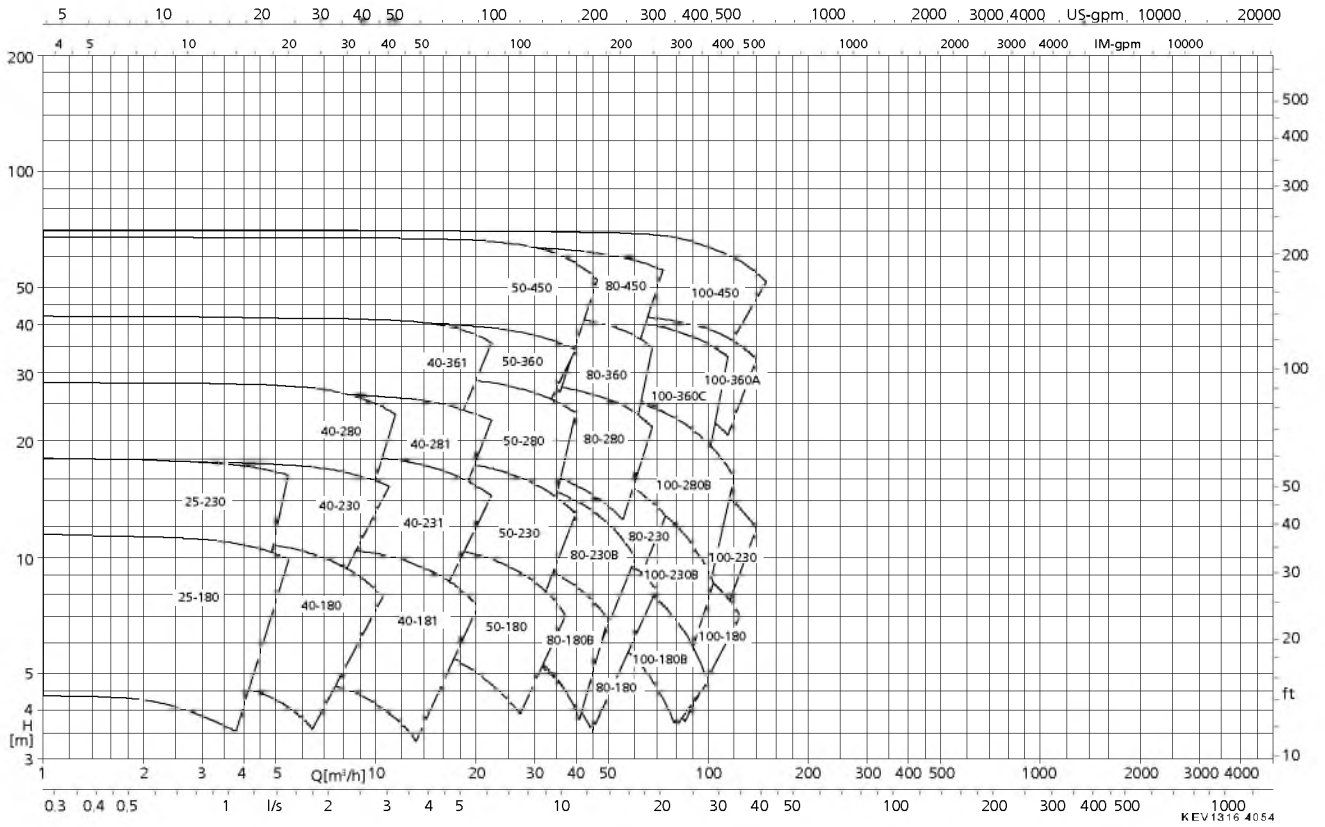 5 10 20 30 40 50 100 200 300 400 500 1000 2000 3000 4000 US-gpm 10000 20000
4 5 10 20 30 40 50 100 200 300 400 500 1000 2000 3000 4000 IM-gpm 10000
200
500
400
100
300
200
50-450 80-450 100-450
50
40
40-361 50-360 80-360 100-360C 100-360A
30
100
40-280 40-281 50-280 80-280
20
100-280B
50
25-230 40-230 40-231 50-230 80-230B 80-230 100-230B 100-230
40
10
30
25-180 40-180 40-181 50-180 80-180B 80-180 100-180B 100-180
20
5
ft
4
H
[m]
3
10
1 2 3 4 5 Q[m³/h] 10 20 30 40 50 100 200 300 400 500 1000 2000 3000 4000
0.3 0.4 0.5 1 l/s 2 3 4 5 10 20 30 40 50 100 200 300 400 500 1000
KEV1316.4054